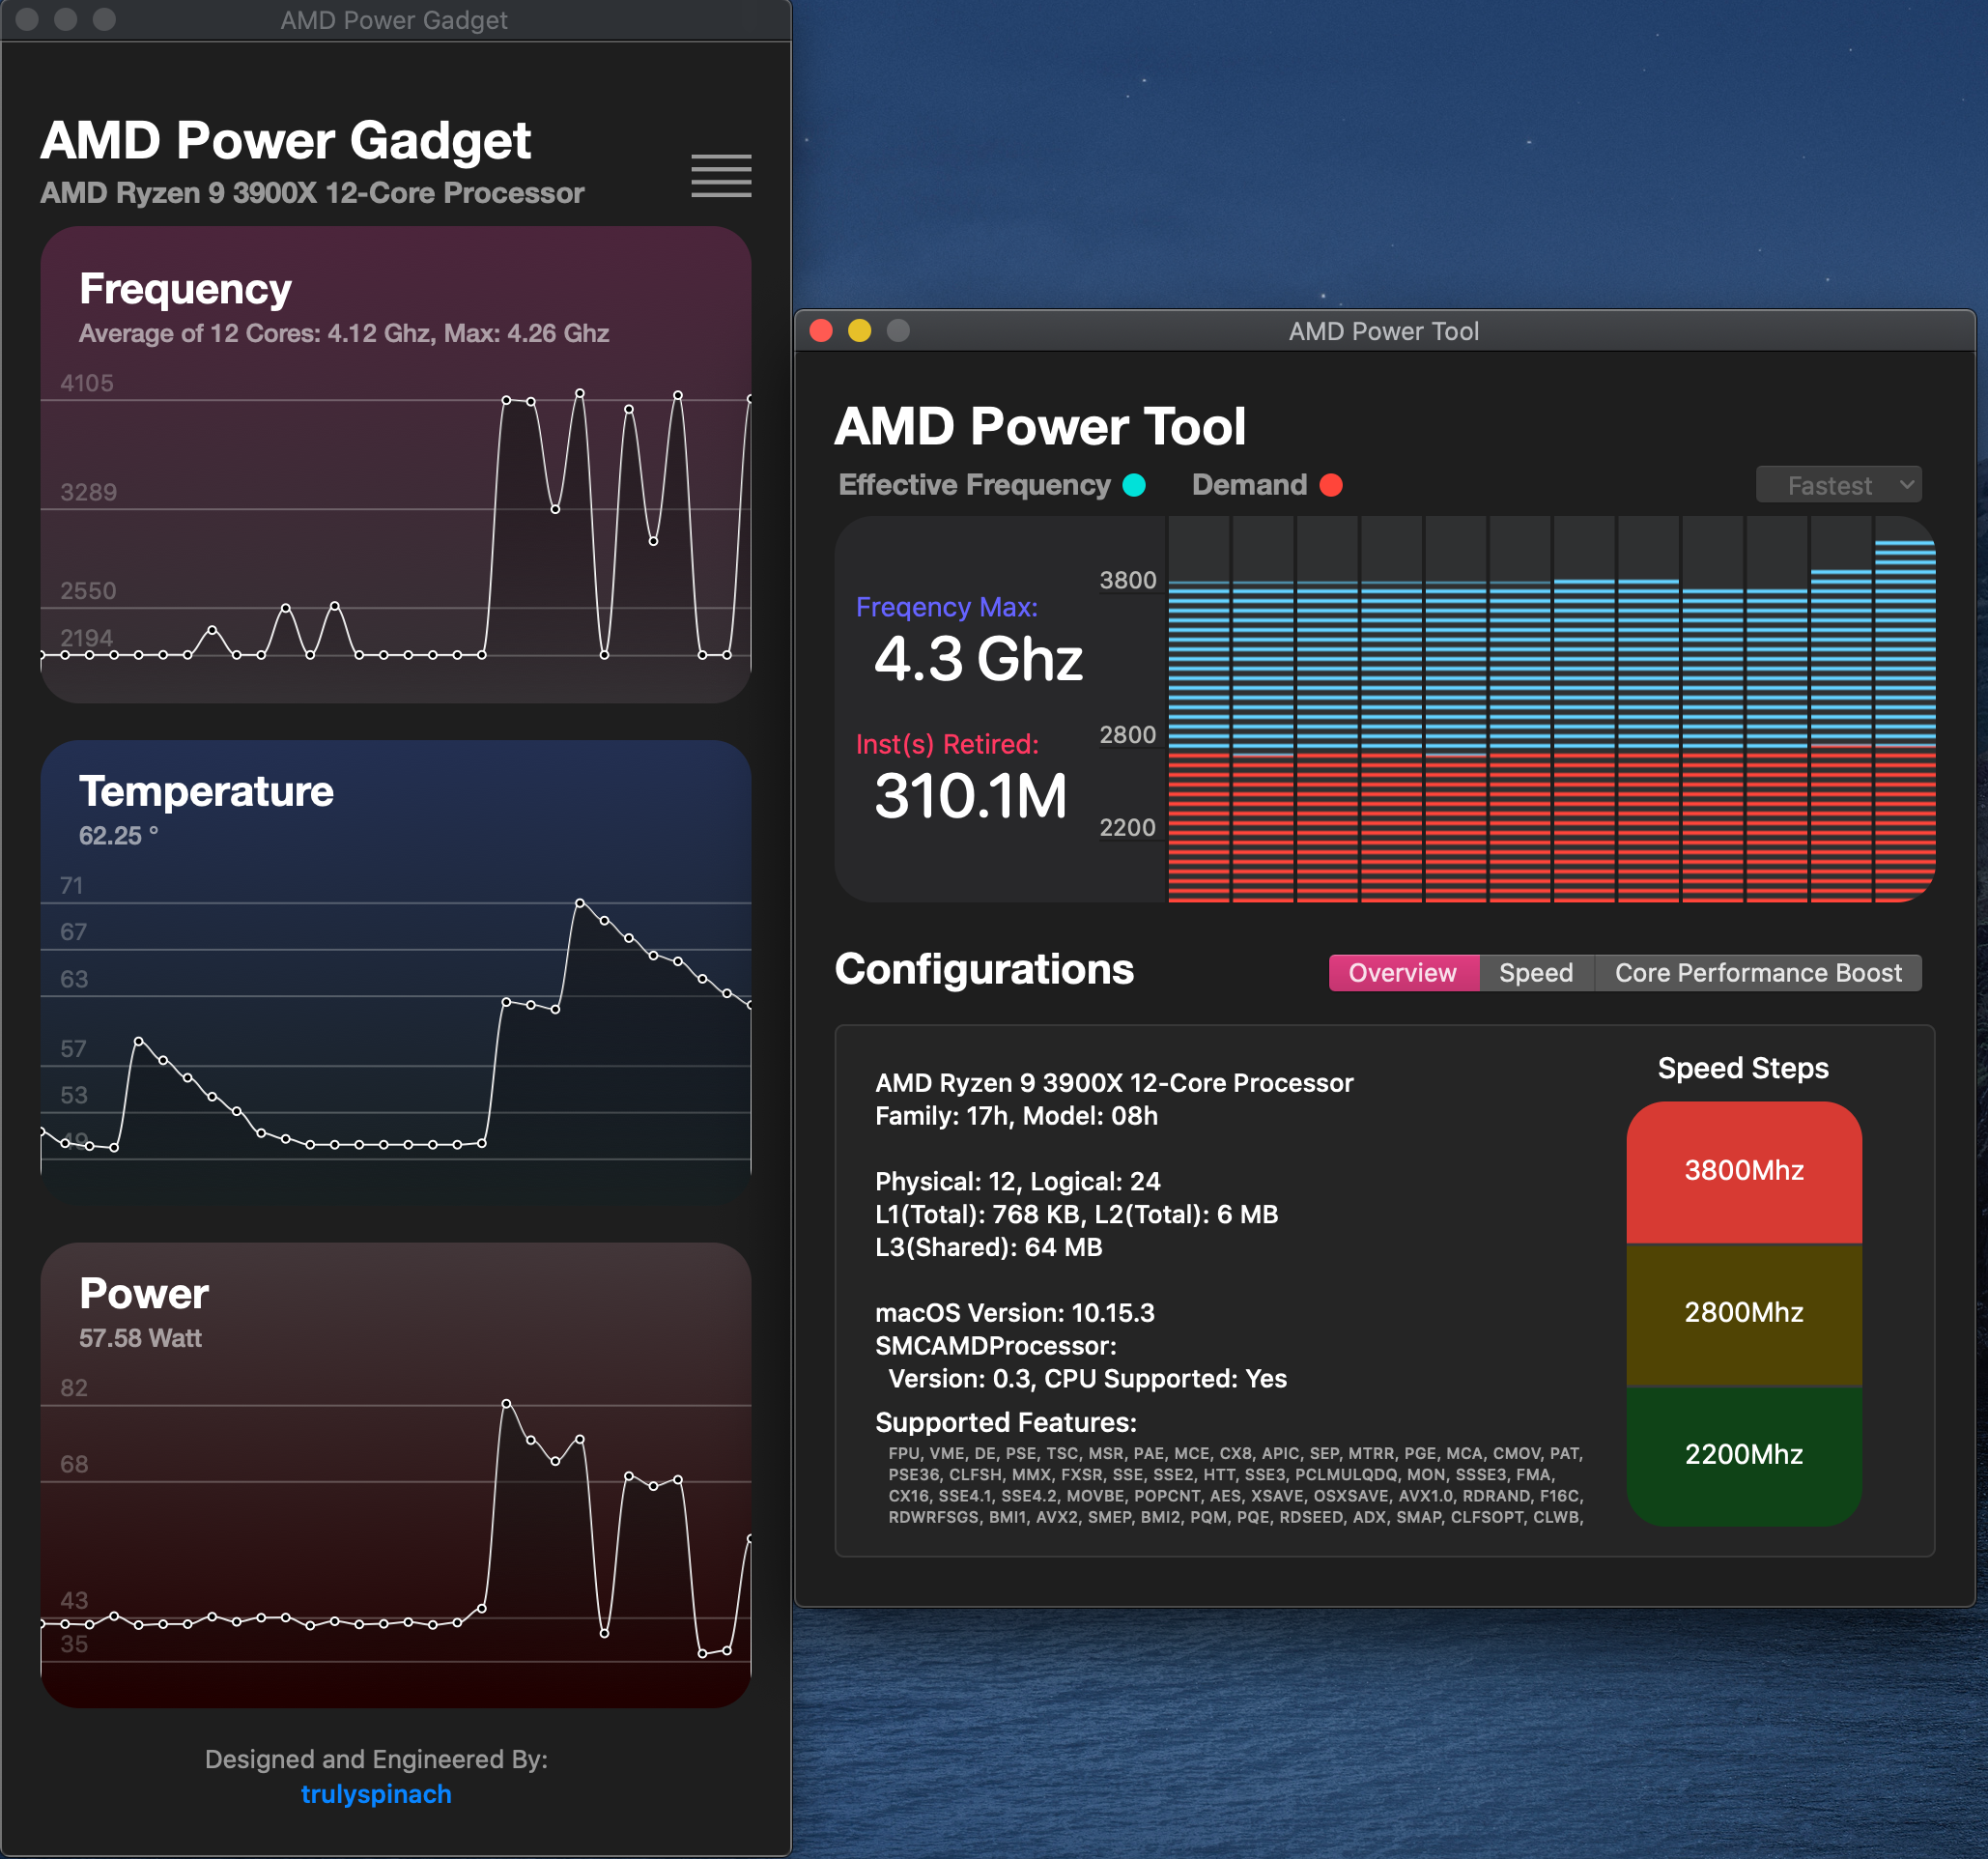 AMD Power Gadget
AMD Power Gadget
AMD Ryzen 9 3900X 12-Core Processor
Frequency
Average of 12 Cores: 4.12 Ghz, Max: 4.26 Ghz
4105
3289
2550
2194
Temperature
62.25 °
71
67
63
57
53
49
Power
57.58 Watt
82
68
43
35
Designed and Engineered By:
trulyspinach
AMD Power Tool
AMD Power Tool
Effective Frequency
Demand
Fastest
Freqency Max:
4.3 Ghz
Inst(s) Retired:
310.1M
3800
2800
2200
Configurations
Overview
Speed
Core Performance Boost
AMD Ryzen 9 3900X 12-Core Processor
Family: 17h, Model: 08h
Physical: 12, Logical: 24
L1(Total): 768 KB, L2(Total): 6 MB
L3(Shared): 64 MB
macOS Version: 10.15.3
SMCAMDProcessor:
Version: 0.3, CPU Supported: Yes
Supported Features:
FPU, VME, DE, PSE, TSC, MSR, PAE, MCE, CX8, APIC, SEP, MTRR, PGE, MCA, CMOV, PAT,
PSE36, CLFSH, MMX, FXSR, SSE, SSE2, HTT, SSE3, PCLMULQDQ, MON, SSSE3, FMA,
CX16, SSE4.1, SSE4.2, MOVBE, POPCNT, AES, XSAVE, OSXSAVE, AVX1.0, RDRAND, F16C,
RDWRFSGS, BMI1, AVX2, SMEP, BMI2, PQM, PQE, RDSEED, ADX, SMAP, CLFSOPT, CLWB,
Speed Steps
3800Mhz
2800Mhz
2200Mhz